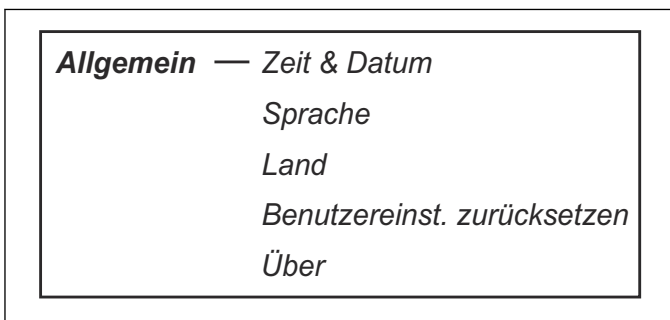 Allgemein — Zeit & Datum
Sprache
Land
Benutzereinst. zurücksetzen
Über